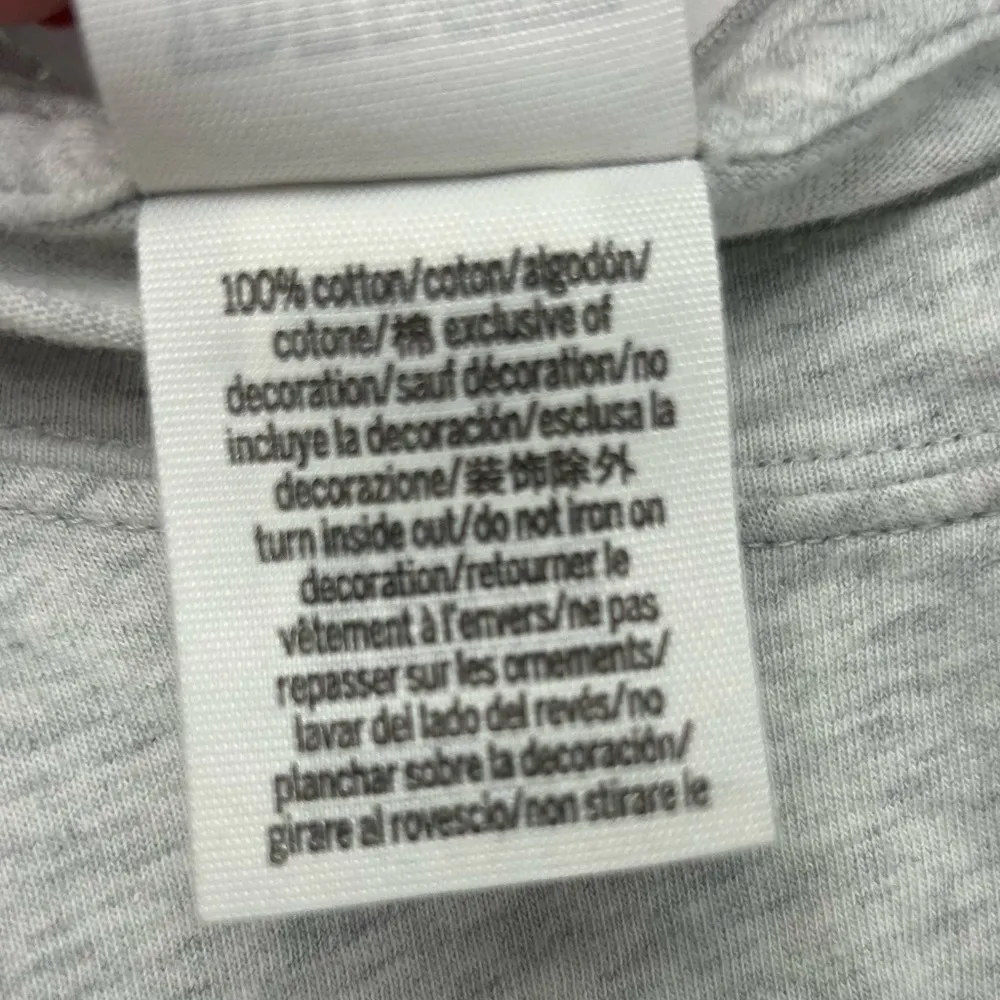 100% cotton/coton/algodón/
cotone/棉 exclusive of
decoration/sauf décoration/no
incluye la decoración/esclusa la
decorazione/装饰除外
turn inside out/do not iron on
decoration/retourner le
vêtement à l'envers/ne pas
repasser sur les ornements/
lavar del lado del revés/no
planchar sobre la decoración/
girare al rovescio/non stirare le